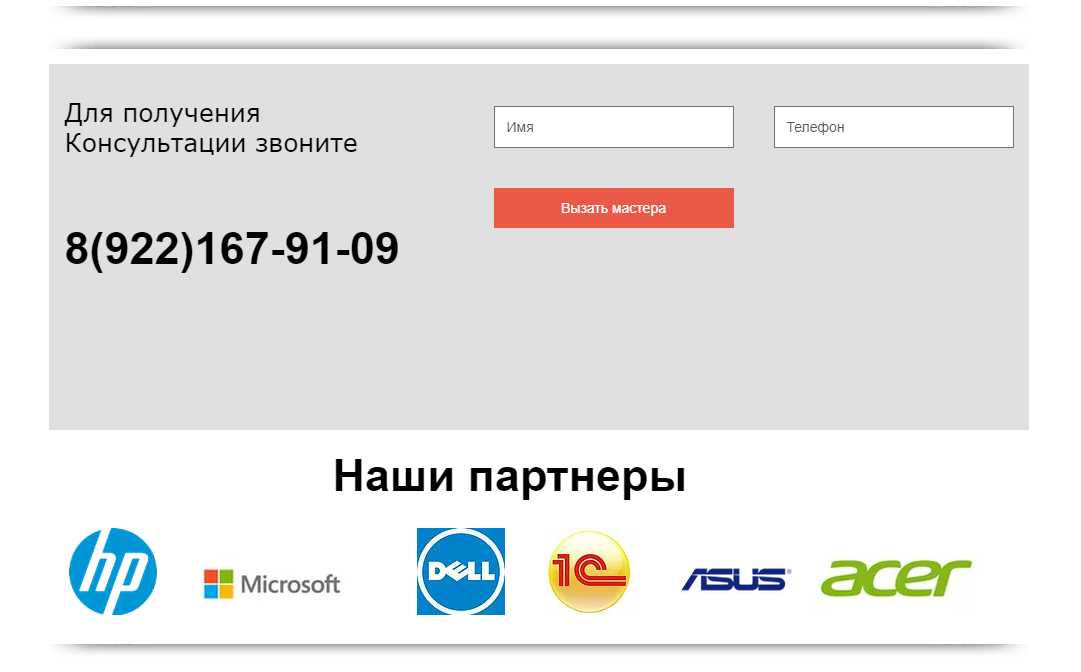 Для получения
Консультации звоните
Имя
Телефон
Вызать мастера
8(922)167-91-09
Наши партнеры
hp
Microsoft
DELL
1C
ASUS
acer